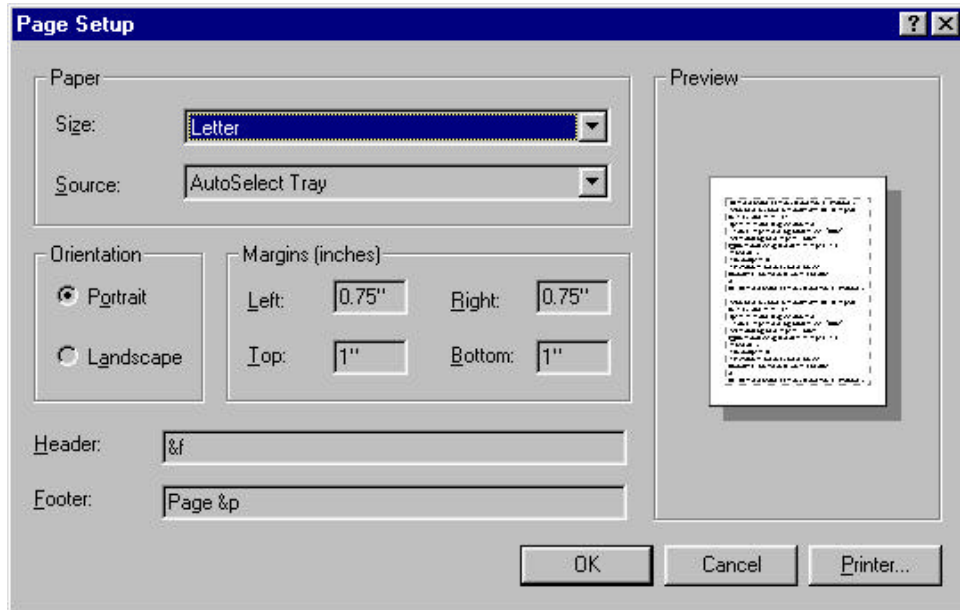 Page Setup
Paper
Size: Letter
Source: AutoSelect Tray
Orientation
Portrait
Landscape
Margins (inches)
Left: 0.75" Right: 0.75"
Top: 1" Bottom: 1"
Header: &f
Footer: Page &p
Preview
OK Cancel Printer...